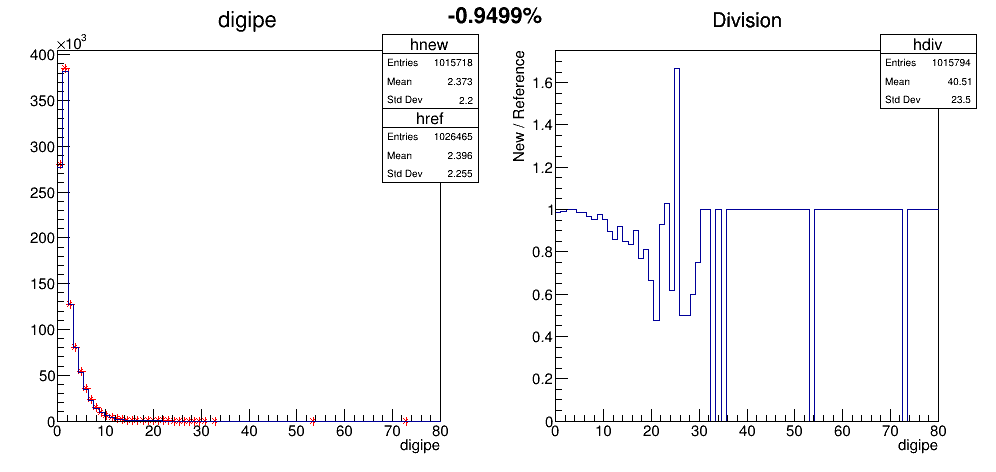 digipe
-0.9499%
Division
×10³
hnew
Entries 1015718
Mean 2.373
Std Dev 2.2
href
Entries 1026465
Mean 2.396
Std Dev 2.255
400
350
300
250
200
150
100
50
0
0 10 20 30 40 50 60 70 80
digipe
hdiv
Entries 1015794
Mean 40.51
Std Dev 23.5
New / Reference
1.6
1.4
1.2
1
0.8
0.6
0.4
0.2
0
0 10 20 30 40 50 60 70 80
digipe